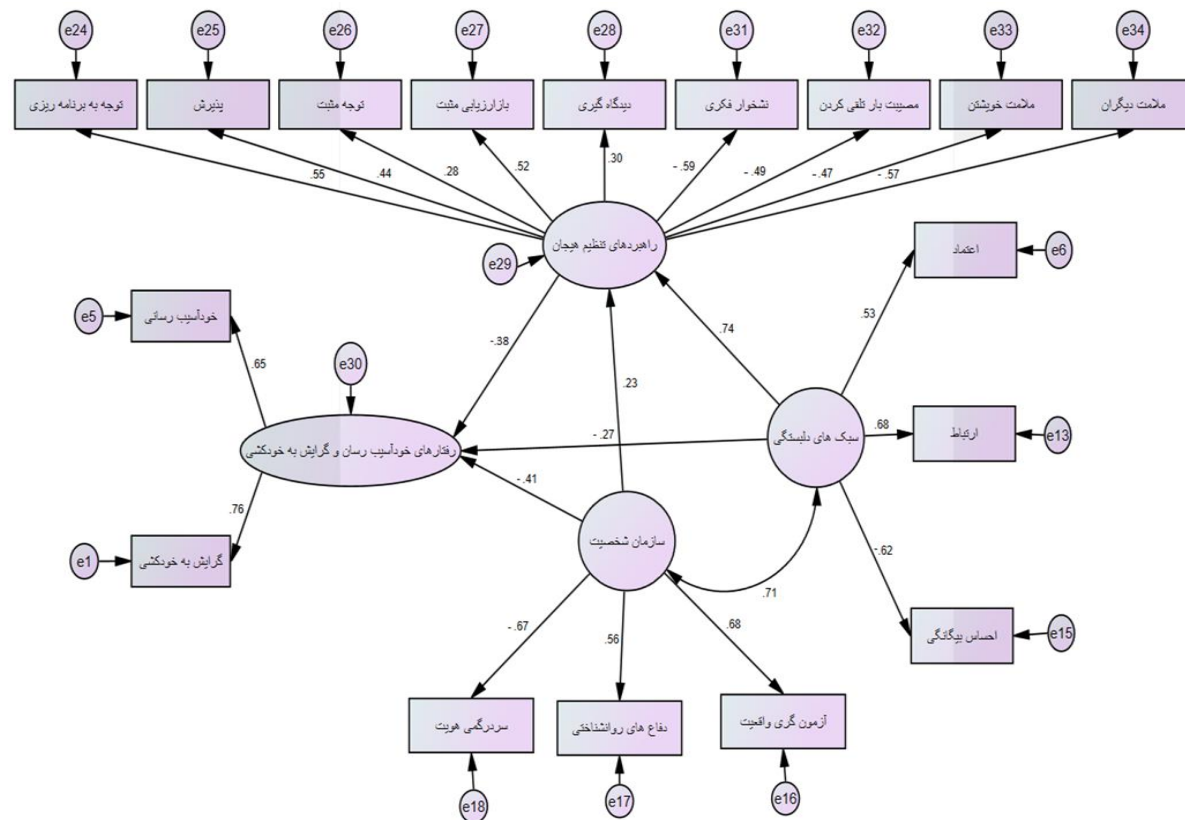 e24
e25
e26
e27
e28
e31
e32
e33
e34
توجه به برنامه ریزی
پذیرش
توجه مثبت
بازارزیابی مثبت
دیدگاه گیری
نشخوار فکری
مصیبت بار تلقی کردن
ملامت خویشتن
ملامت دیگران
.55
.44
.28
.52
.30
- .59
- .49
- .47
- .57
راهبردهای تنظیم هیجان
e29
اعتماد
e6
e5
خودآسیب رسانی
.53
.74
-.38
.65
e30
.23
سبک های دلبستگی
.68
ارتباط
e13
رفتارهای خودآسیب رسان و گرایش به خودکشی
- .27
- .41
.76
e1
گرایش به خودکشی
سازمان شخصیت
-.62
.71
احساس بیگانگی
e15
- .67
.56
.68
سردرگمی هویت
دفاع های روانشناختی
آزمون گری واقعیت
e18
e17
e16